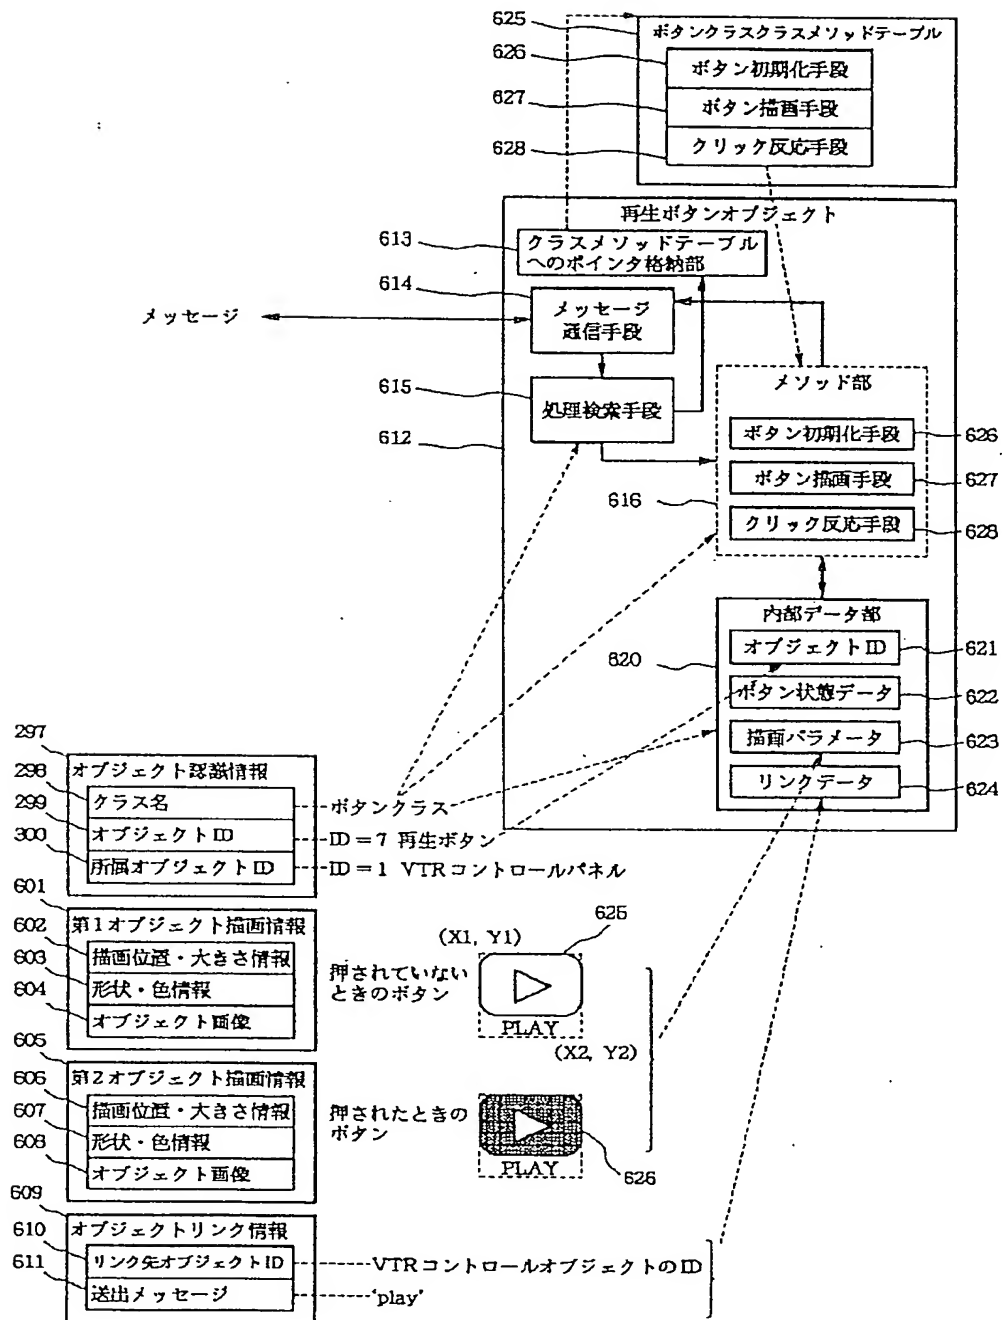 625
ボタンクラスクラスメソッドテーブル
626
ボタン初期化手段
627
ボタン描画手段
628
クリック反応手段
再生ボタンオブジェクト
613
クラスメソッドテーブル
へのポインタ格納部
614
メッセージ
メッセージ
通信手段
615
処理検索手段
612
メソッド部
ボタン初期化手段
626
ボタン描画手段
627
616
クリック反応手段
628
内部データ部
620
オブジェクトID
621
ボタン状態データ
622
描画パラメータ
623
リンクデータ
624
297
オブジェクト認識情報
298
クラス名
ボタンクラス
299
オブジェクトID
ID=7 再生ボタン
300
所属オブジェクトID
ID=1 VTRコントロールパネル
601
第1オブジェクト描画情報
602
描画位置・大きさ情報
603
形状・色情報
604
オブジェクト画像
押されていない
ときのボタン
(X1, Y1)
625
PLAY
(X2, Y2)
605
第2オブジェクト描画情報
606
描画位置・大きさ情報
607
形状・色情報
608
オブジェクト画像
押されたときの
ボタン
PLAY
626
609
オブジェクトリンク情報
610
リンク先オブジェクトID
VTRコントロールオブジェクトのID
611
送出メッセージ
'play'